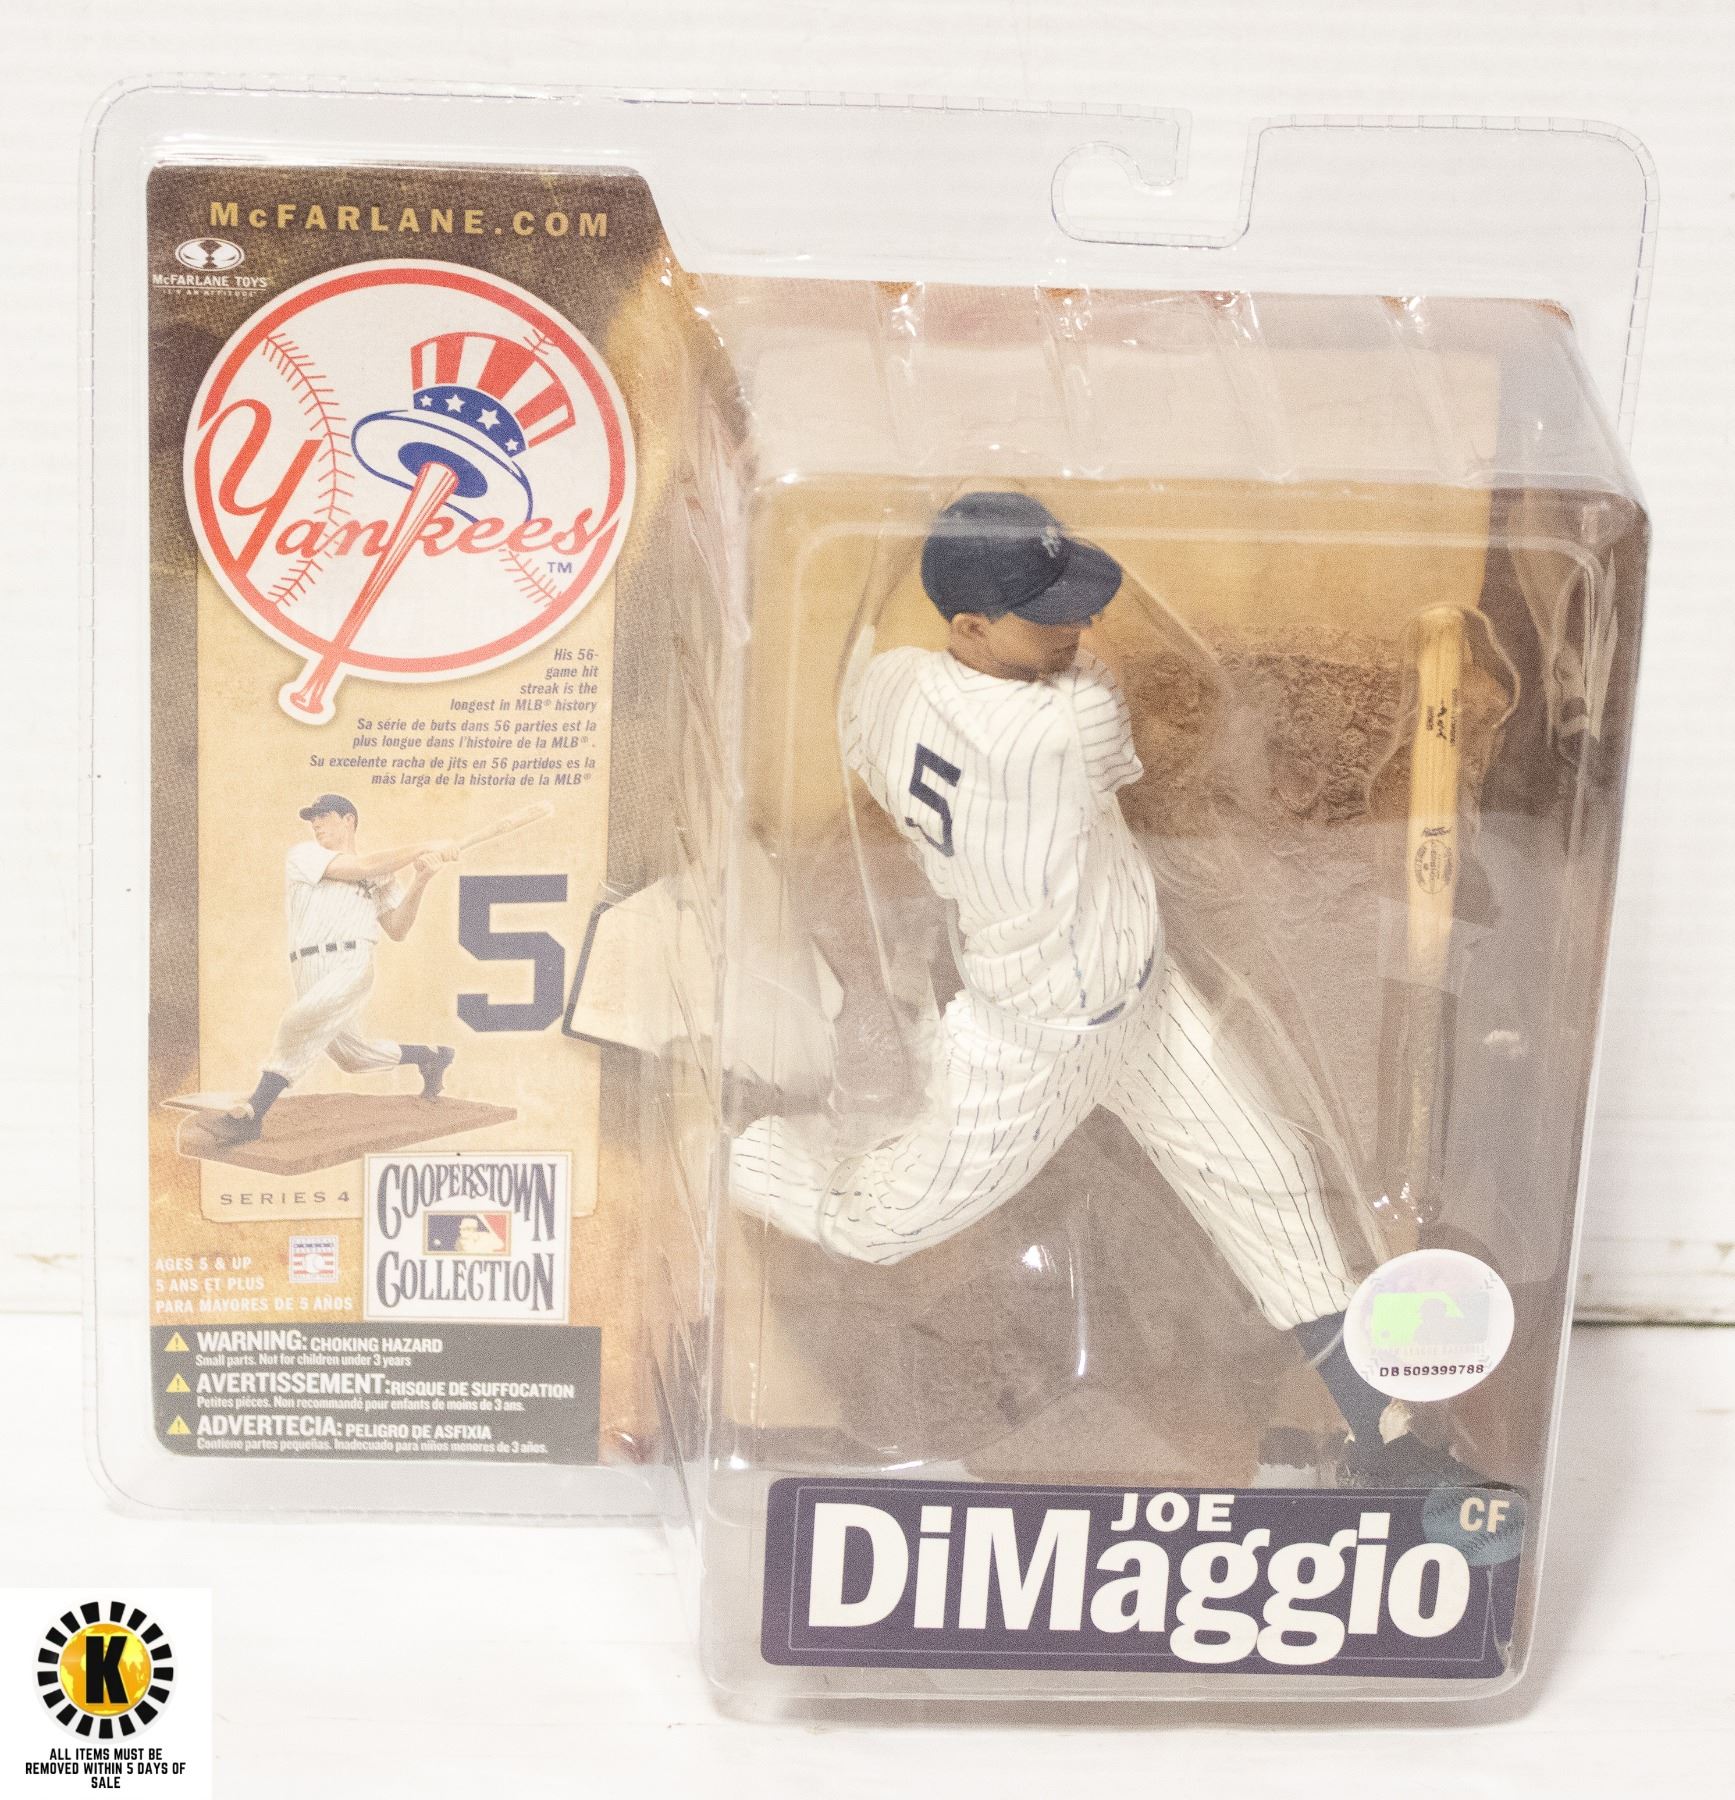 McFARLANE.COM
McFARLANE TOYS
Yankees
TM
His 56-
game hit
streak is the
longest in MLB® history
Sa série de buts dans 56 parties est la
plus longue dans l'histoire de la MLB®.
Su excelente racha de jits en 56 partidos es la
más larga de la historia de la MLB®
5
SERIES 4
COOPERSTOWN
COLLECTION
AGES 5 & UP
5 ANS ET PLUS
PARA MAYORES DE 5 AÑOS
WARNING: CHOKING HAZARD
Small parts. Not for children under 3 years
AVERTISSEMENT: RISQUE DE SUFFOCATION
Petites pièces. Non recommandé pour enfants de moins de 3 ans.
ADVERTECIA: PELIGRO DE ASFIXIA
Contiene partes pequeñas. Inadecuado para niños menores de 3 años.
5
DB 509399788
JOE
DiMaggio
CF
K
ALL ITEMS MUST BE
REMOVED WITHIN 5 DAYS OF
SALE